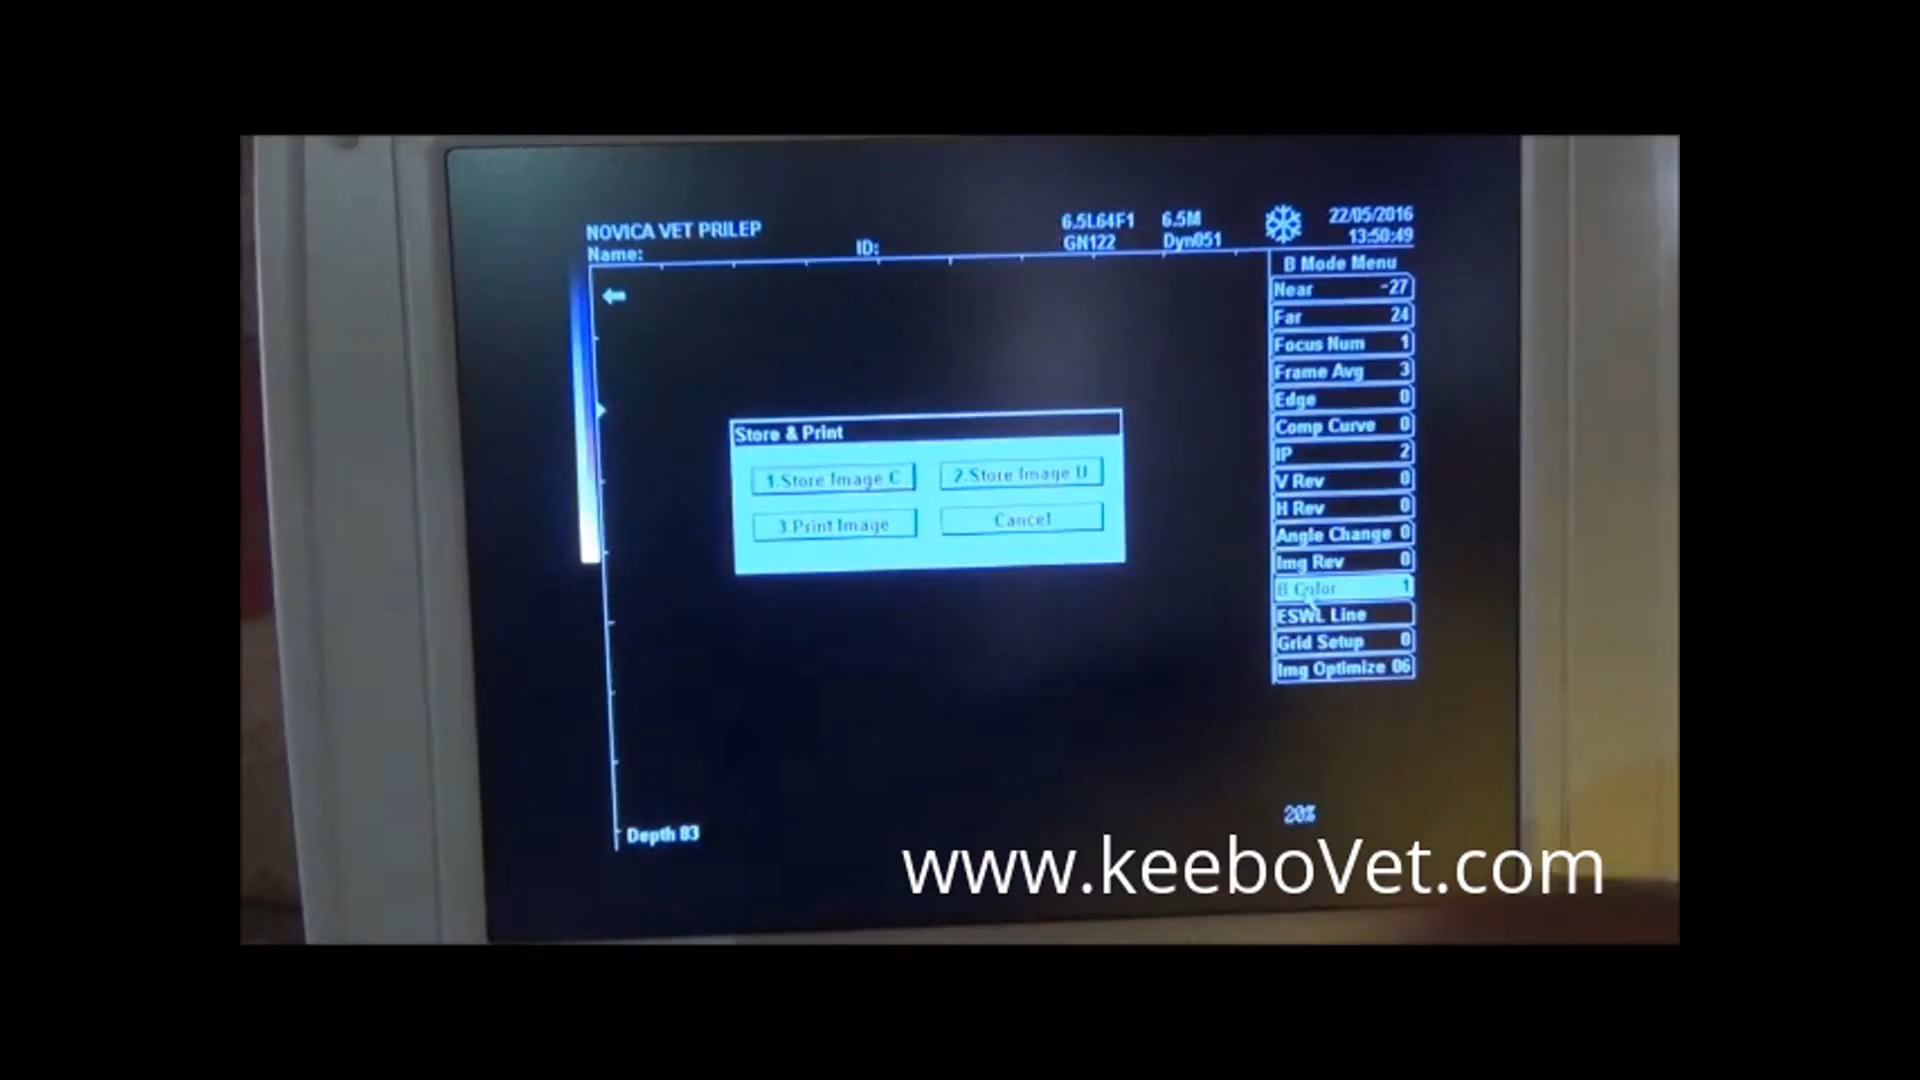 NOVICA VET PRILEP
Name:
ID:
6.5L64F1 6.5M
GN122 Dyn051
22/05/2016
13:50:49
B Mode Menu
Near -27
Far 24
Focus Num 1
Frame Avg 3
Edge 0
Comp Curve 0
IP 2
V Rev 0
H Rev 0
Angle Change 0
Img Rev 0
B Color 1
ESWL Line
Grid Setup 0
Img Optimize 06
Store & Print
1.Store Image C
2.Store Image U
3.Print Image
Cancel
20%
Depth 83
www.keeboVet.com